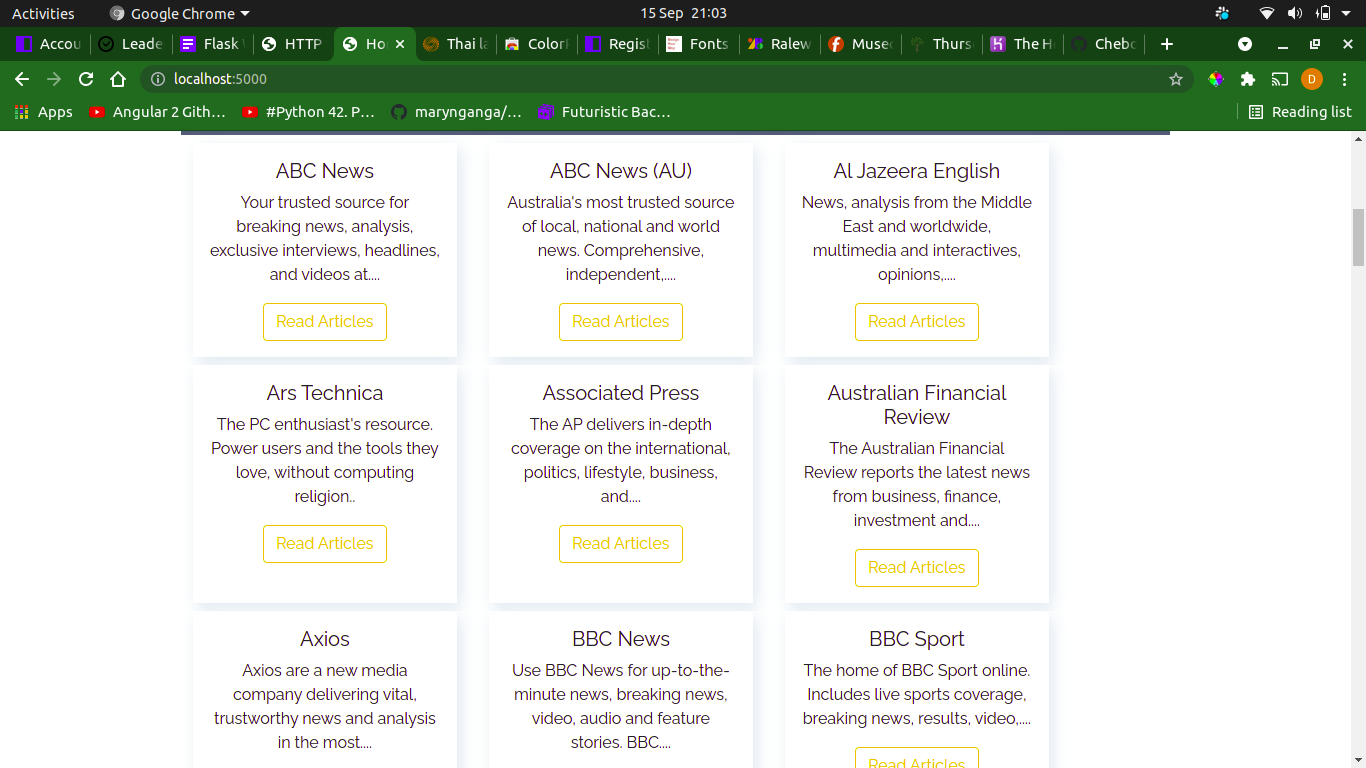 Activities Google Chrome 15 Sep 21:03
Accou Leade Flask HTTP Ho Thai la ColorP Regist Fonts Ralew Museo Thurs The H Chebo
localhost:5000 D
Apps Angular 2 Gith... #Python 42. P... marynganga/... Futuristic Bac... Reading list
ABC News
Your trusted source for
breaking news, analysis,
exclusive interviews, headlines,
and videos at....
Read Articles
ABC News (AU)
Australia's most trusted source
of local, national and world
news. Comprehensive,
independent,....
Read Articles
Al Jazeera English
News, analysis from the Middle
East and worldwide,
multimedia and interactives,
opinions,....
Read Articles
Ars Technica
The PC enthusiast's resource.
Power users and the tools they
love, without computing
religion..
Read Articles
Associated Press
The AP delivers in-depth
coverage on the international,
politics, lifestyle, business,
and....
Read Articles
Australian Financial
Review
The Australian Financial
Review reports the latest news
from business, finance,
investment and....
Read Articles
Axios
Axios are a new media
company delivering vital,
trustworthy news and analysis
in the most....
BBC News
Use BBC News for up-to-the-
minute news, breaking news,
video, audio and feature
stories. BBC....
BBC Sport
The home of BBC Sport online.
Includes live sports coverage,
breaking news, results, video,....
Read Articles